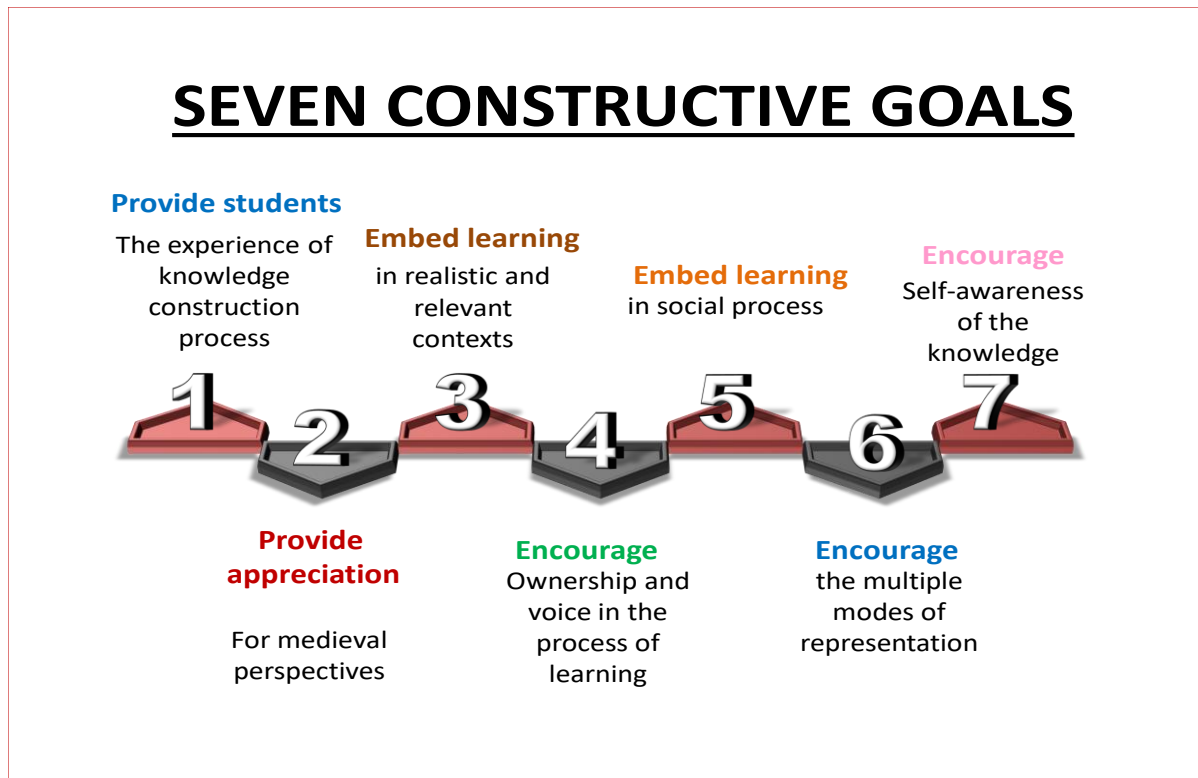 SEVEN CONSTRUCTIVE GOALS
Provide students
The experience of
knowledge
construction
process
1
2
Provide
appreciation
For medieval
perspectives
Embed learning
in realistic and
relevant
contexts
3
4
Encourage
Ownership and
voice in the
process of
learning
Embed learning
in social process
5
6
Encourage
the multiple
modes of
representation
Encourage
Self-awareness
of the
knowledge
7